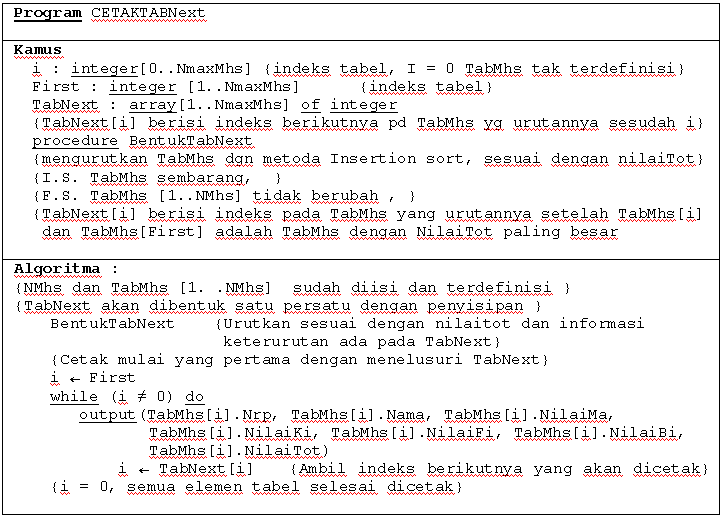 Program CETAKTABNext
Kamus
i : integer[0..NmaxMhs] {indeks tabel, I = 0 TabMhs tak terdefinisi}
First : integer [1..NmaxMhs] {indeks tabel}
TabNext : array[1..NmaxMhs] of integer
{TabNext[i] berisi indeks berikutnya pd TabMhs yg urutannya sesudah i}
procedure BentukTabNext
{mengurutkan TabMhs dgn metoda Insertion sort, sesuai dengan nilaiTot}
{I.S. TabMhs sembarang, }
{F.S. TabMhs [1..NMhs] tidak berubah , }
{TabNext[i] berisi indeks pada TabMhs yang urutannya setelah TabMhs[i]
dan TabMhs[First] adalah TabMhs dengan NilaiTot paling besar
Algoritma :
{NMhs dan TabMhs [1. .NMhs] sudah diisi dan terdefinisi }
{TabNext akan dibentuk satu persatu dengan penyisipan }
BentukTabNext {Urutkan sesuai dengan nilaitot dan informasi
keterurutan ada pada TabNext}
{Cetak mulai yang pertama dengan menelusuri TabNext}
i ← First
while (i ≠ 0) do
output(TabMhs[i].Nrp, TabMhs[i].Nama, TabMhs[i].NilaiMa,
TabMhs[i].NilaiKi, TabMhs[i].NilaiFi, TabMhs[i].NilaiBi,
TabMhs[i].NilaiTot)
i ← TabNext[i] {Ambil indeks berikutnya yang akan dicetak}
{i = 0, semua elemen tabel selesai dicetak}